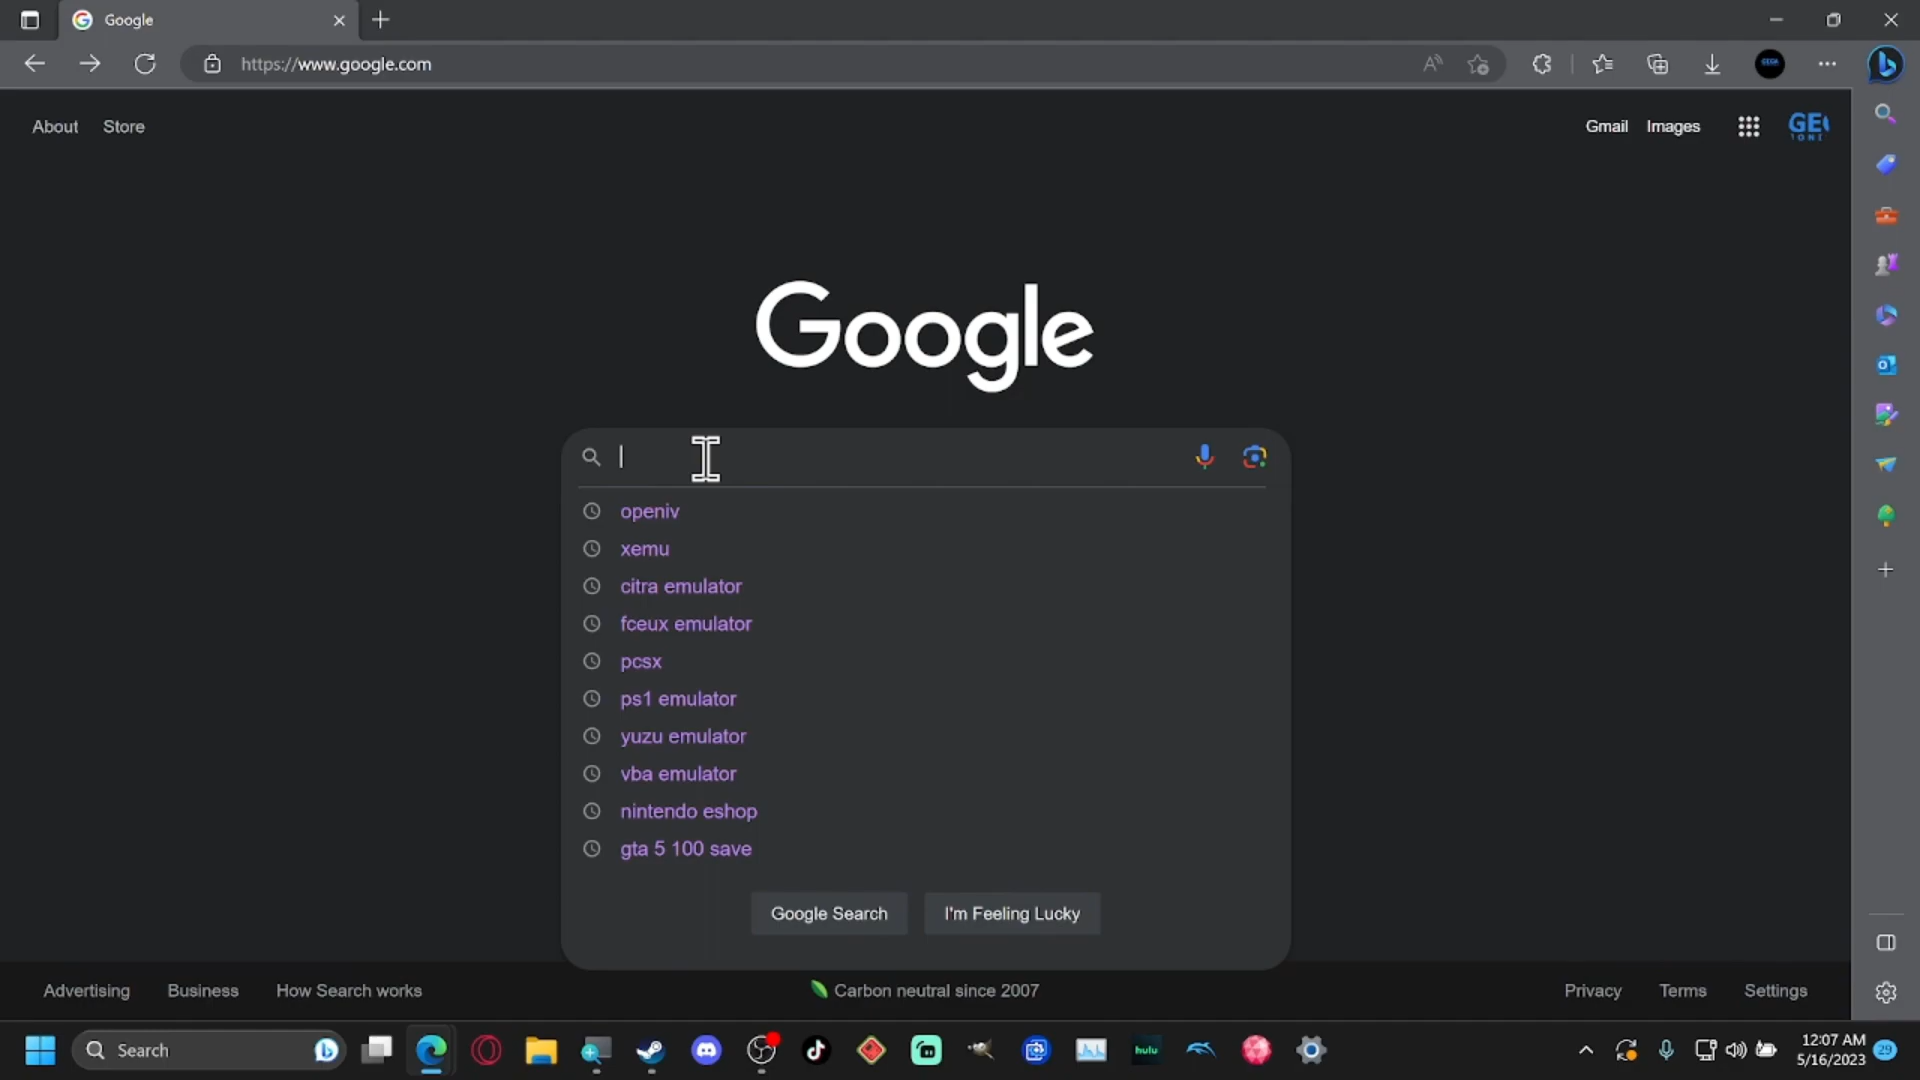 Google
https://www.google.com
About Store
Gmail Images
Google
openiv
xemu
citra emulator
fceux emulator
pcsx
ps1 emulator
yuzu emulator
vba emulator
nintendo eshop
gta 5 100 save
Google Search I'm Feeling Lucky
Advertising Business How Search works
Carbon neutral since 2007
Privacy Terms Settings
Search
hulu
12:07 AM
5/16/2023
29